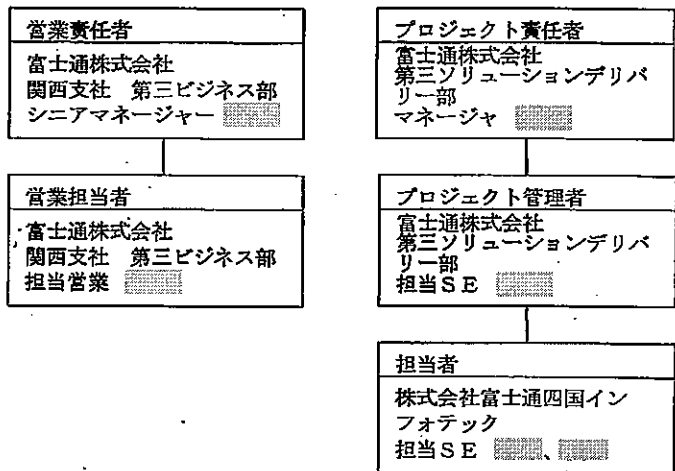 営業責任者
富士通株式会社
関西支社 第三ビジネス部
シニアマネージャー
営業担当者
富士通株式会社
関西支社 第三ビジネス部
担当営業
プロジェクト責任者
富士通株式会社
第三ソリューションデリバ
リー部
マネージャ
プロジェクト管理者
富士通株式会社
第三ソリューションデリバ
リー部
担当SE
担当者
株式会社富士通四国イン
フォテック
担当SE 、